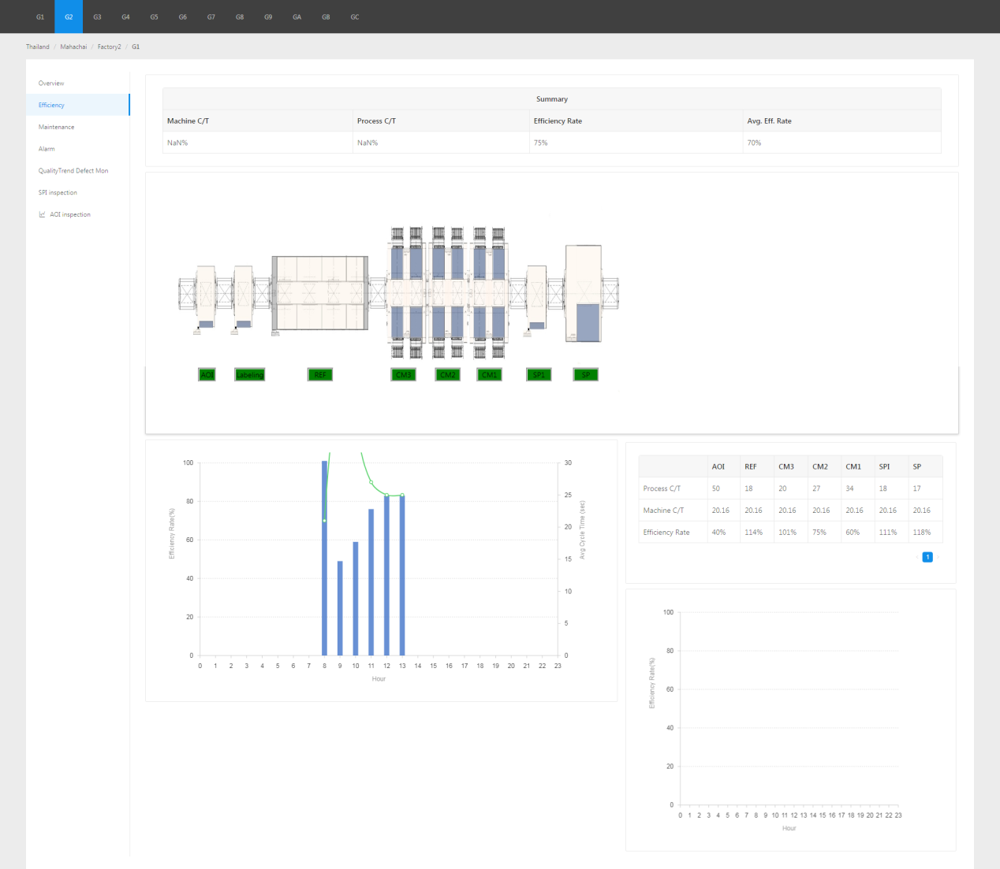 G1 G2 G3 G4 G5 G6 G7 G8 G9 GA GB GC
Thailand / Mahachai / Factory2 / G1
Overview
Efficiency
Maintenance
Alarm
QualityTrend Defect Mon
SPI inspection
AOI inspection
Summary
Machine C/T Process C/T Efficiency Rate Avg. Eff. Rate
NaN% NaN% 75% 70%
AOI Labeling REF CM3 CM2 CM1 SP1 SP
100
80
60
40
20
0
Efficiency Rate(%)
30
25
20
15
10
5
0
Avg Cycle Time (sec)
0 1 2 3 4 5 6 7 8 9 10 11 12 13 14 15 16 17 18 19 20 21 22 23
Hour
AOI REF CM3 CM2 CM1 SPI SP
Process C/T 50 18 20 27 34 18 17
Machine C/T 20.16 20.16 20.16 20.16 20.16 20.16 20.16
Efficiency Rate 40% 114% 101% 75% 60% 111% 118%
1
100
80
60
40
20
0
Efficiency Rate(%)
0 1 2 3 4 5 6 7 8 9 10 11 12 13 14 15 16 17 18 19 20 21 22 23
Hour